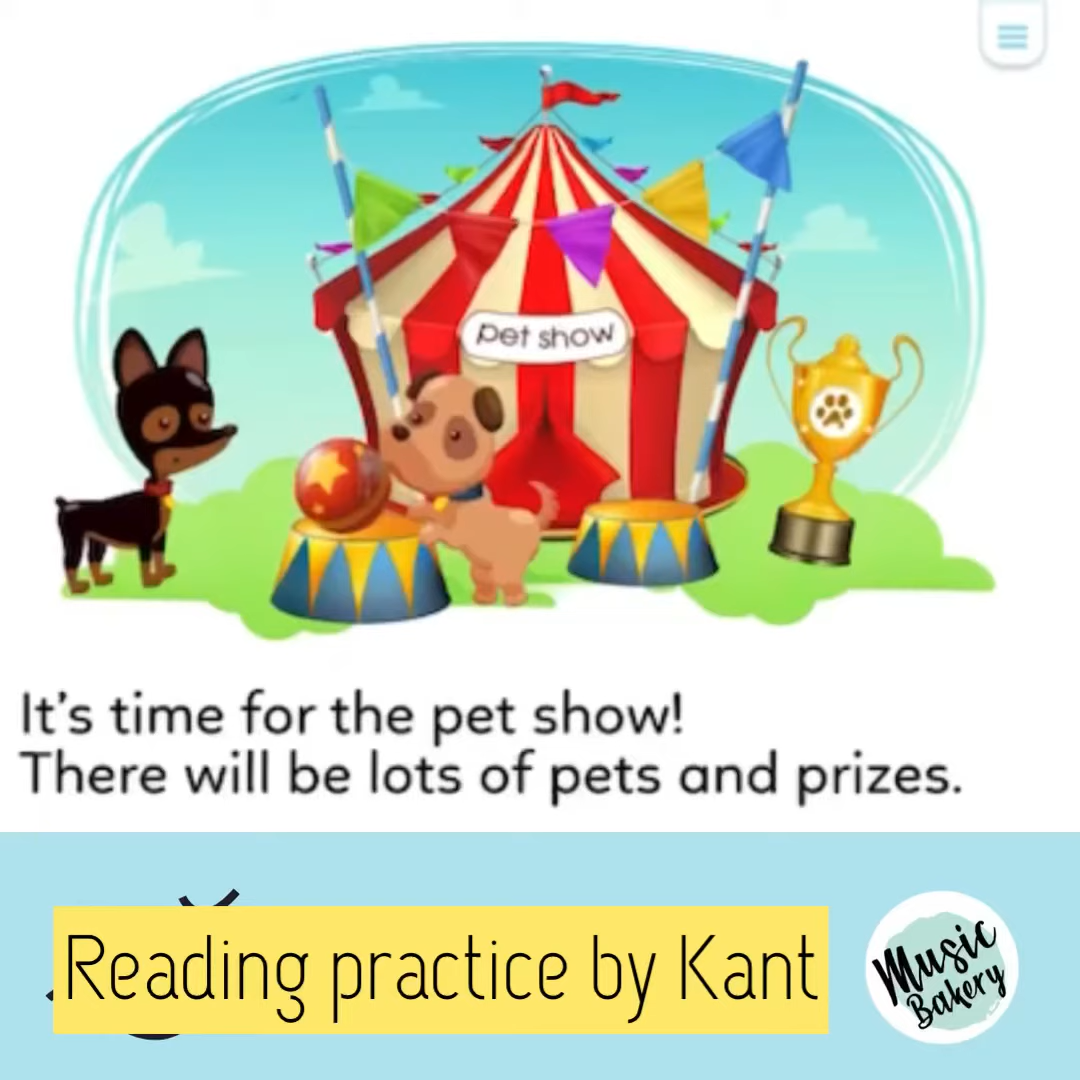 pet show
It's time for the pet show!
There will be lots of pets and prizes.
Reading practice by Kant
Music
Bakery